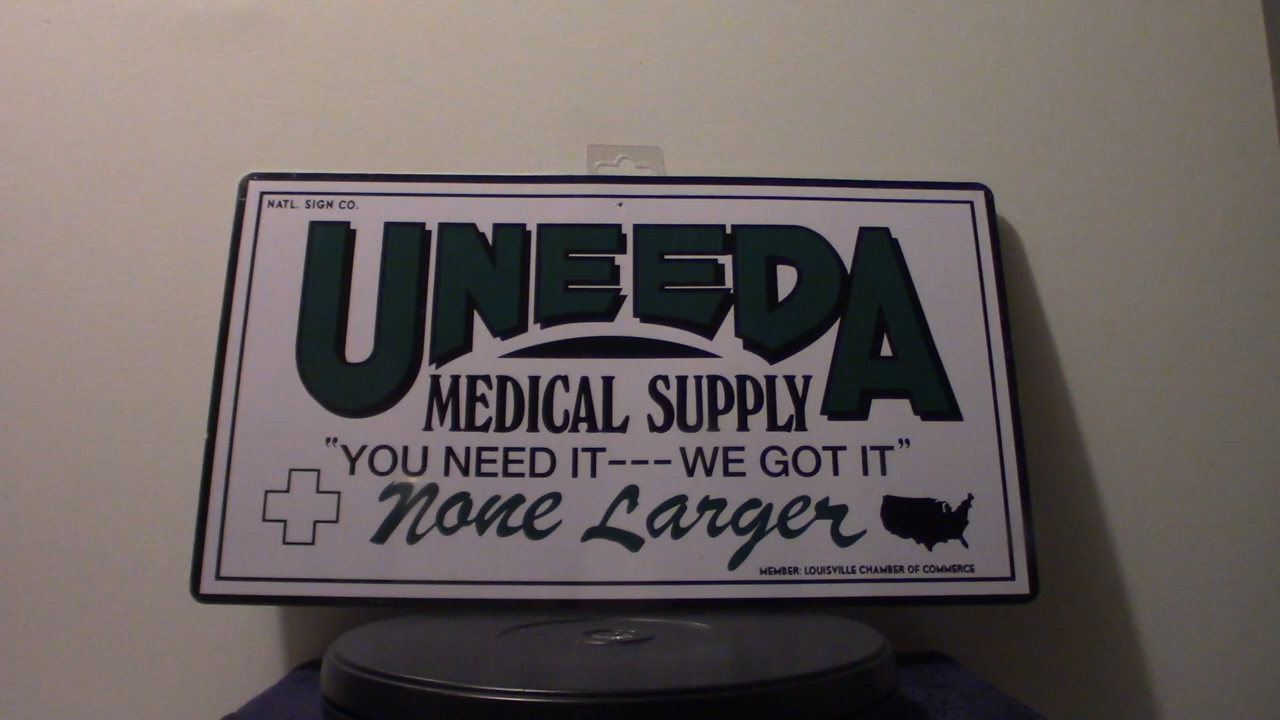 NATL. SIGN CO.
UNEEDA
MEDICAL SUPPLY
"YOU NEED IT---WE GOT IT"
None Larger
MEMBER: LOUISVILLE CHAMBER OF COMMERCE